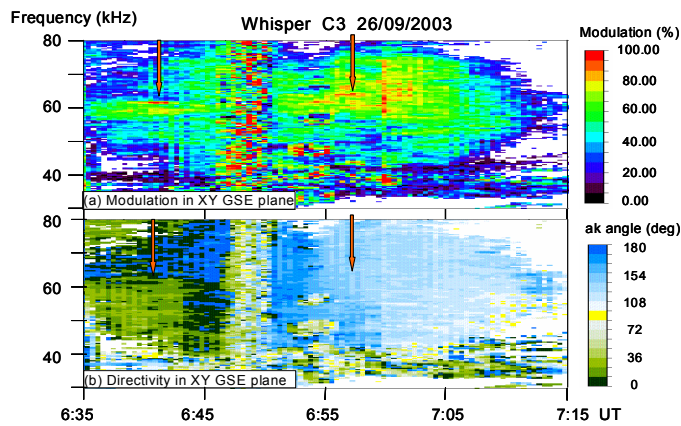 Frequency (kHz)
Whisper C3 26/09/2003
Modulation (%)
80
60
40
100.00
80.00
60.00
40.00
20.00
0.00
(a) Modulation in XY GSE plane
ak angle (deg)
80
60
40
180
154
108
72
36
0
(b) Directivity in XY GSE plane
6:35 6:45 6:55 7:05 7:15 UT